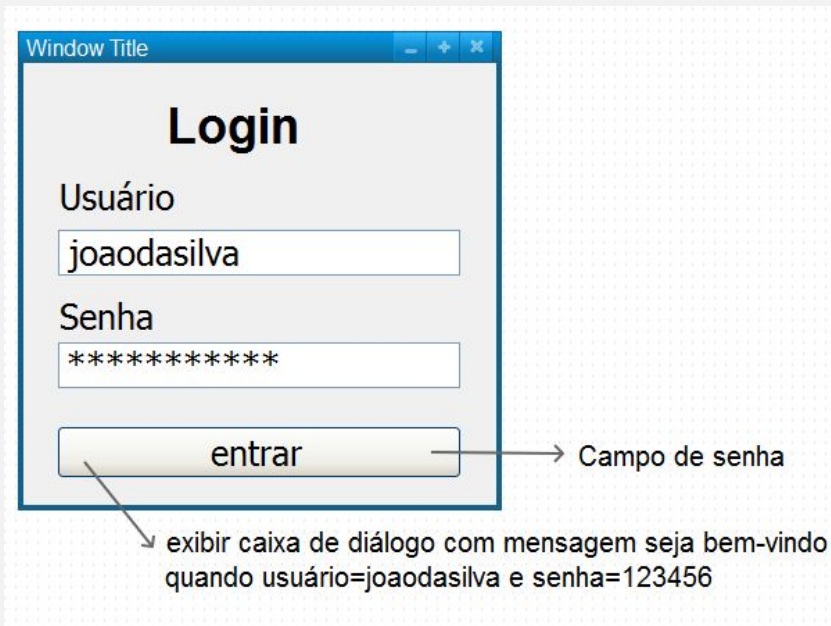 Window Title
Login
Usuário
joaodasilva
Senha
***********
entrar
Campo de senha
exibir caixa de diálogo com mensagem seja bem-vindo
quando usuário=joaodasilva e senha=123456